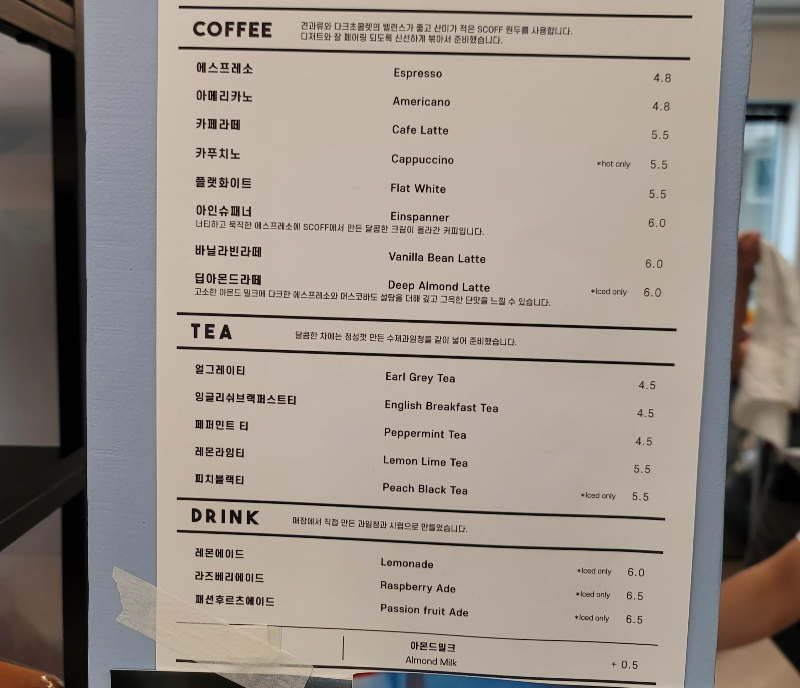 COFFEE 견과류와 다크초콜렛의 밸런스가 좋고 산미가 적은 SCOFF 원두를 사용합니다.
디저트와 잘 페어링 되도록 신선하게 볶아서 준비했습니다.
에스프레소 Espresso 4.8
아메리카노 Americano 4.8
카페라떼 Cafe Latte 5.5
카푸치노 Cappuccino *hot only 5.5
플랫화이트 Flat White 5.5
아인슈패너 Einspanner 6.0
너티하고 묵직한 에스프레소에 SCOFF에서 만든 달콤한 크림이 올라간 커피입니다.
바닐라빈라떼 Vanilla Bean Latte 6.0
딥아몬드라떼 Deep Almond Latte *Iced only 6.0
고소한 아몬드 밀크에 다크한 에스프레소와 머스코바도 설탕을 더해 깊고 그윽한 단맛을 느낄 수 있습니다.
TEA 달콤한 차에는 정성껏 만든 수제과일청를 같이 넣어 준비했습니다.
얼그레이티 Earl Grey Tea 4.5
잉글리쉬브랙퍼스트티 English Breakfast Tea 4.5
페퍼민트 티 Peppermint Tea 4.5
레몬라임티 Lemon Lime Tea 5.5
피치블랙티 Peach Black Tea *Iced only 5.5
DRINK 매장에서 직접 만든 과일청과 시럽으로 만들었습니다.
레몬에이드 Lemonade *Iced only 6.0
라즈베리에이드 Raspberry Ade *Iced only 6.5
패션후르츠에이드 Passion fruit Ade *Iced only 6.5
아몬드밀크
Almond Milk + 0.5